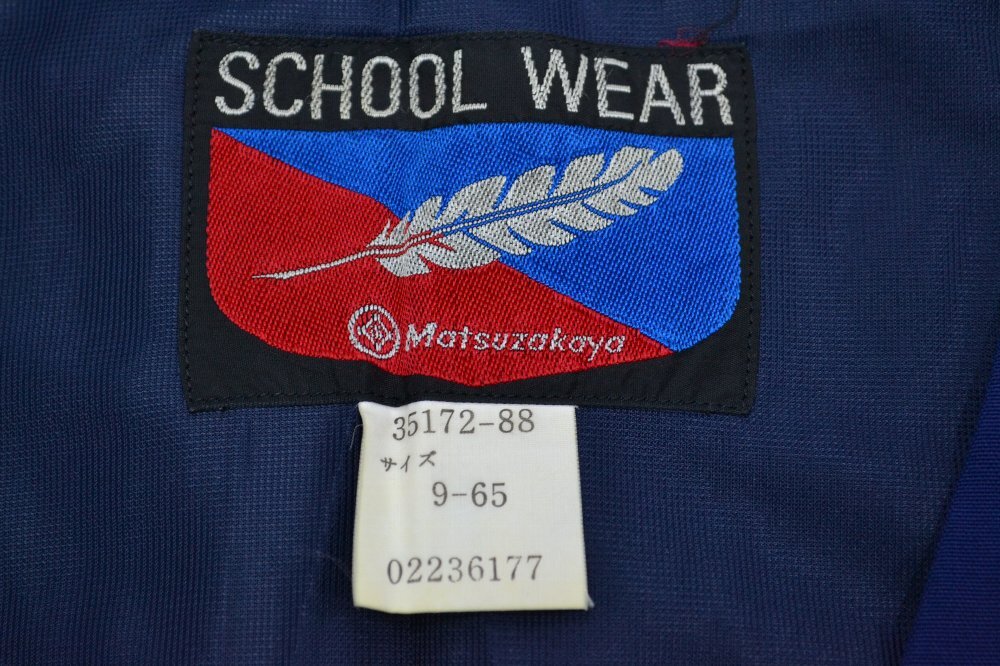 SCHOOL WEAR
Matsuzakaya
35172-88
サイズ
9-65
02236177